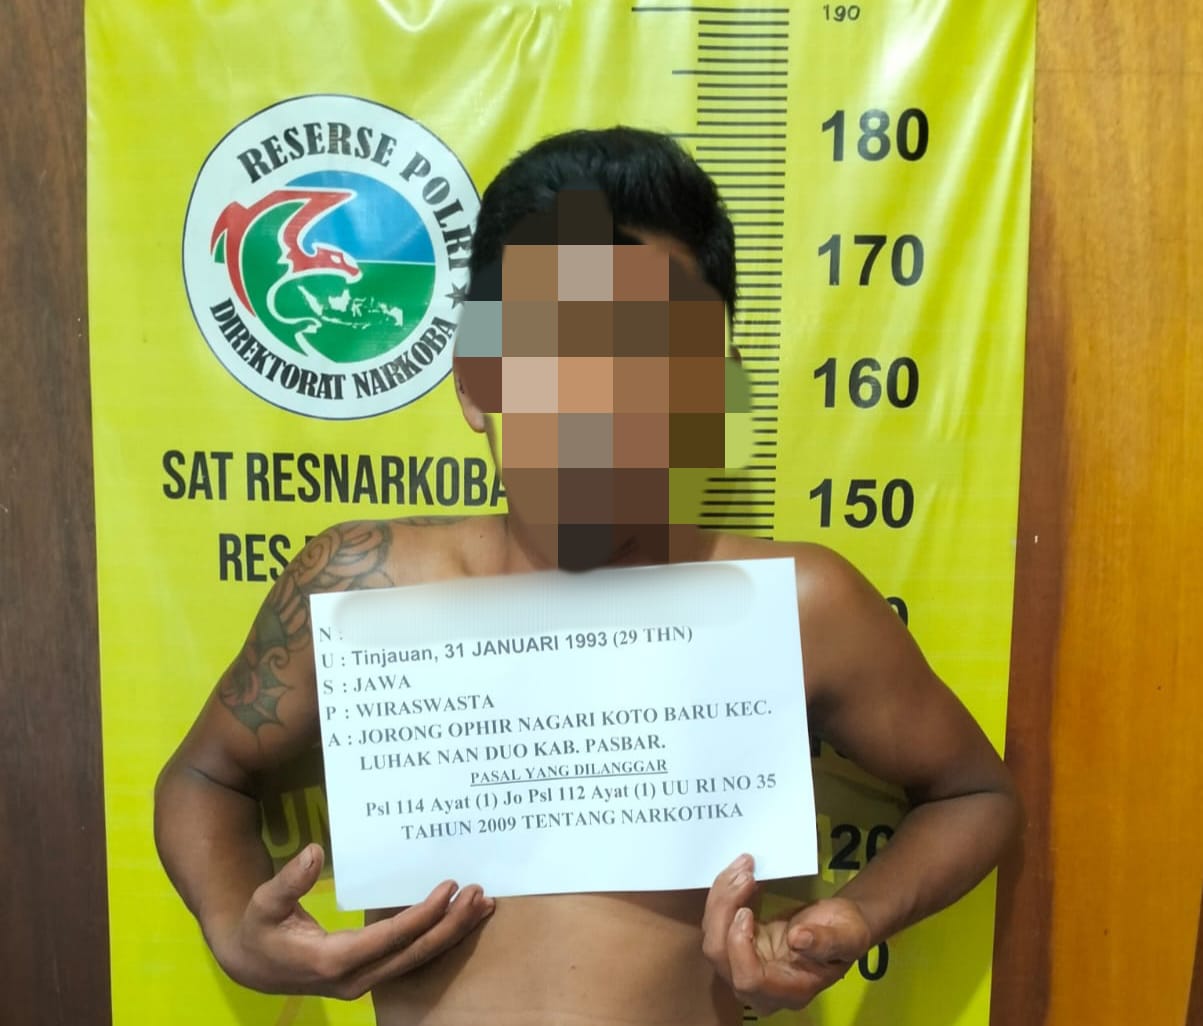 RESERSE POLRI
DIREKTORAT NARKOBA
SAT RESNARKOBA
RES
190
180
170
160
150
120
N :
U : Tinjauan, 31 JANUARI 1993 (29 THN)
S : JAWA
P : WIRASWASTA
A : JORONG OPHIR NAGARI KOTO BARU KEC.
LUHAK NAN DUO KAB. PASBAR.
PASAL YANG DILANGGAR
Psl 114 Ayat (1) Jo Psl 112 Ayat (1) UU RI NO 35
TAHUN 2009 TENTANG NARKOTIKA